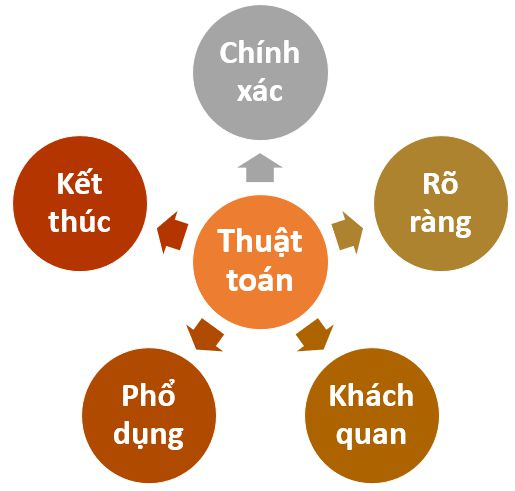 Chính
xác
Kết
thúc
Rõ
ràng
Thuật
toán
Phổ
dụng
Khách
quan